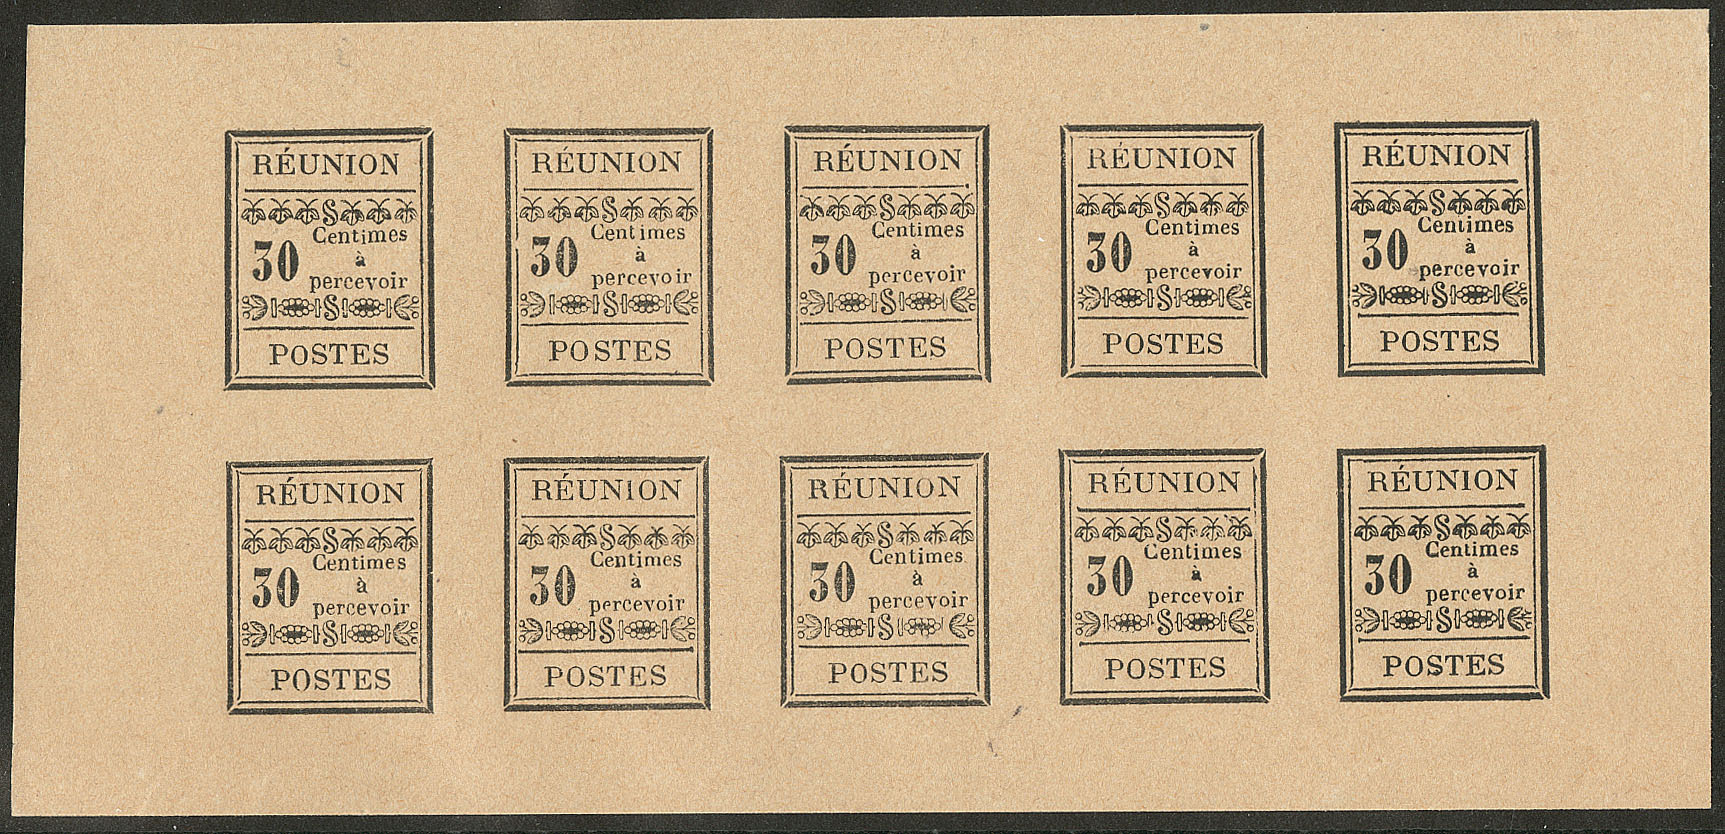 RÉUNION
30 Centimes
à
percevoir
POSTES
RÉUNION
30 Centimes
à
percevoir
POSTES
RÉUNION
30 Centimes
à
percevoir
POSTES
RÉUNION
30 Centimes
à
percevoir
POSTES
RÉUNION
30 Centimes
à
percevoir
POSTES
RÉUNION
30 Centimes
à
percevoir
POSTES
RÉUNION
30 Centimes
à
percevoir
POSTES
RÉUNION
30 Centimes
à
percevoir
POSTES
RÉUNION
30 Centimes
à
percevoir
POSTES
RÉUNION
30 Centimes
à
percevoir
POSTES